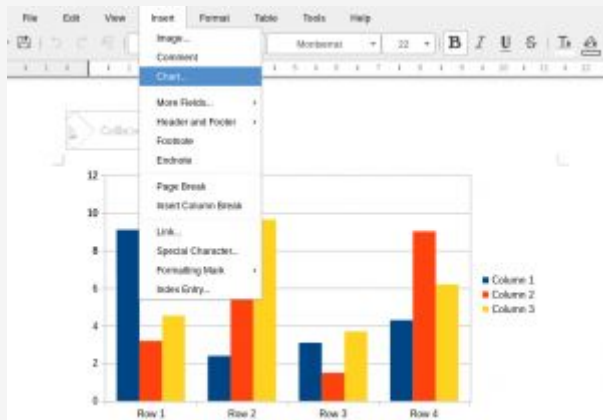 File Edit View Insert Format Table Tools Help
Montserrat 22 B I U S
Image...
Comment
Chart...
More Fields...
Header and Footer
Footnote
Endnote
Page Break
Insert Column Break
Link...
Special Character...
Formatting Mark
Index Entry...
12
10
8
6
4
2
0
Row 1 Row 2 Row 3 Row 4
Column 1
Column 2
Column 3